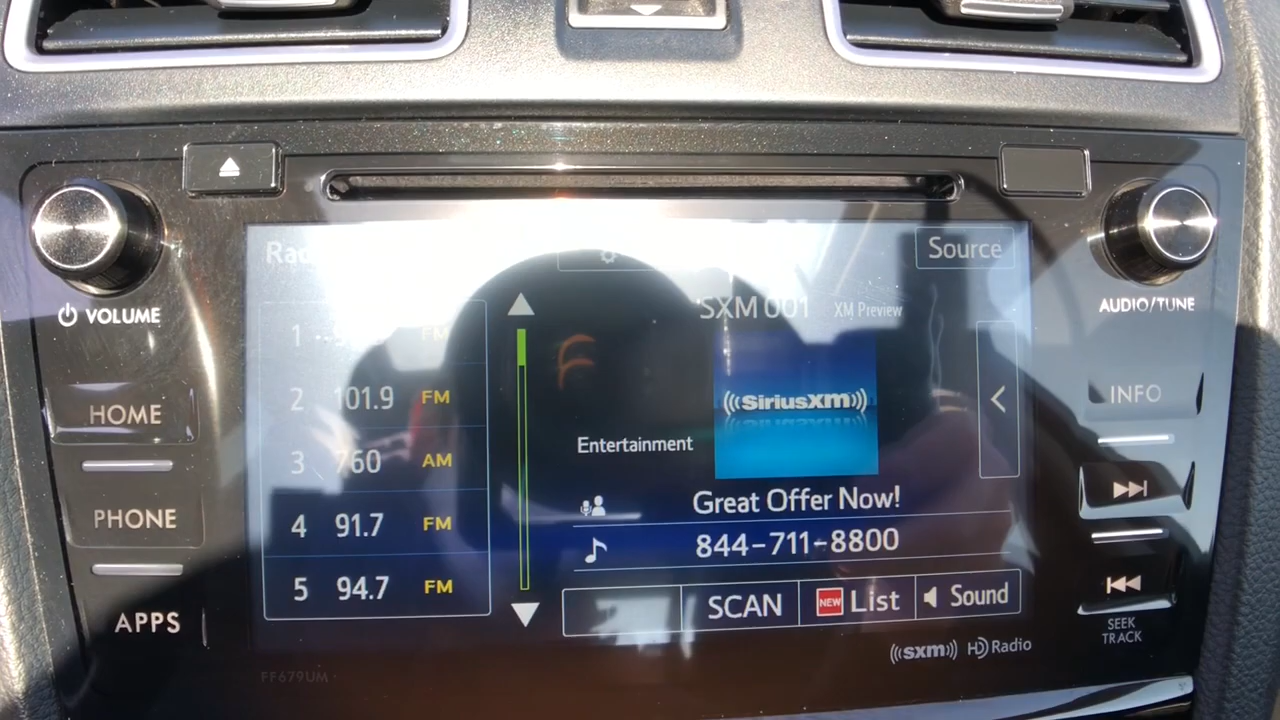 Source
SXM 001 XM Preview
1 FM
2 101.9 FM
3 760 AM
4 91.7 FM
5 94.7 FM
((SiriusXM))
Entertainment
Great Offer Now!
844-711-8800
SCAN
NEW List
Sound
((sxm)) HD Radio
FF679UM
VOLUME
HOME
PHONE
APPS
AUDIO/TUNE
INFO
SEEK
TRACK